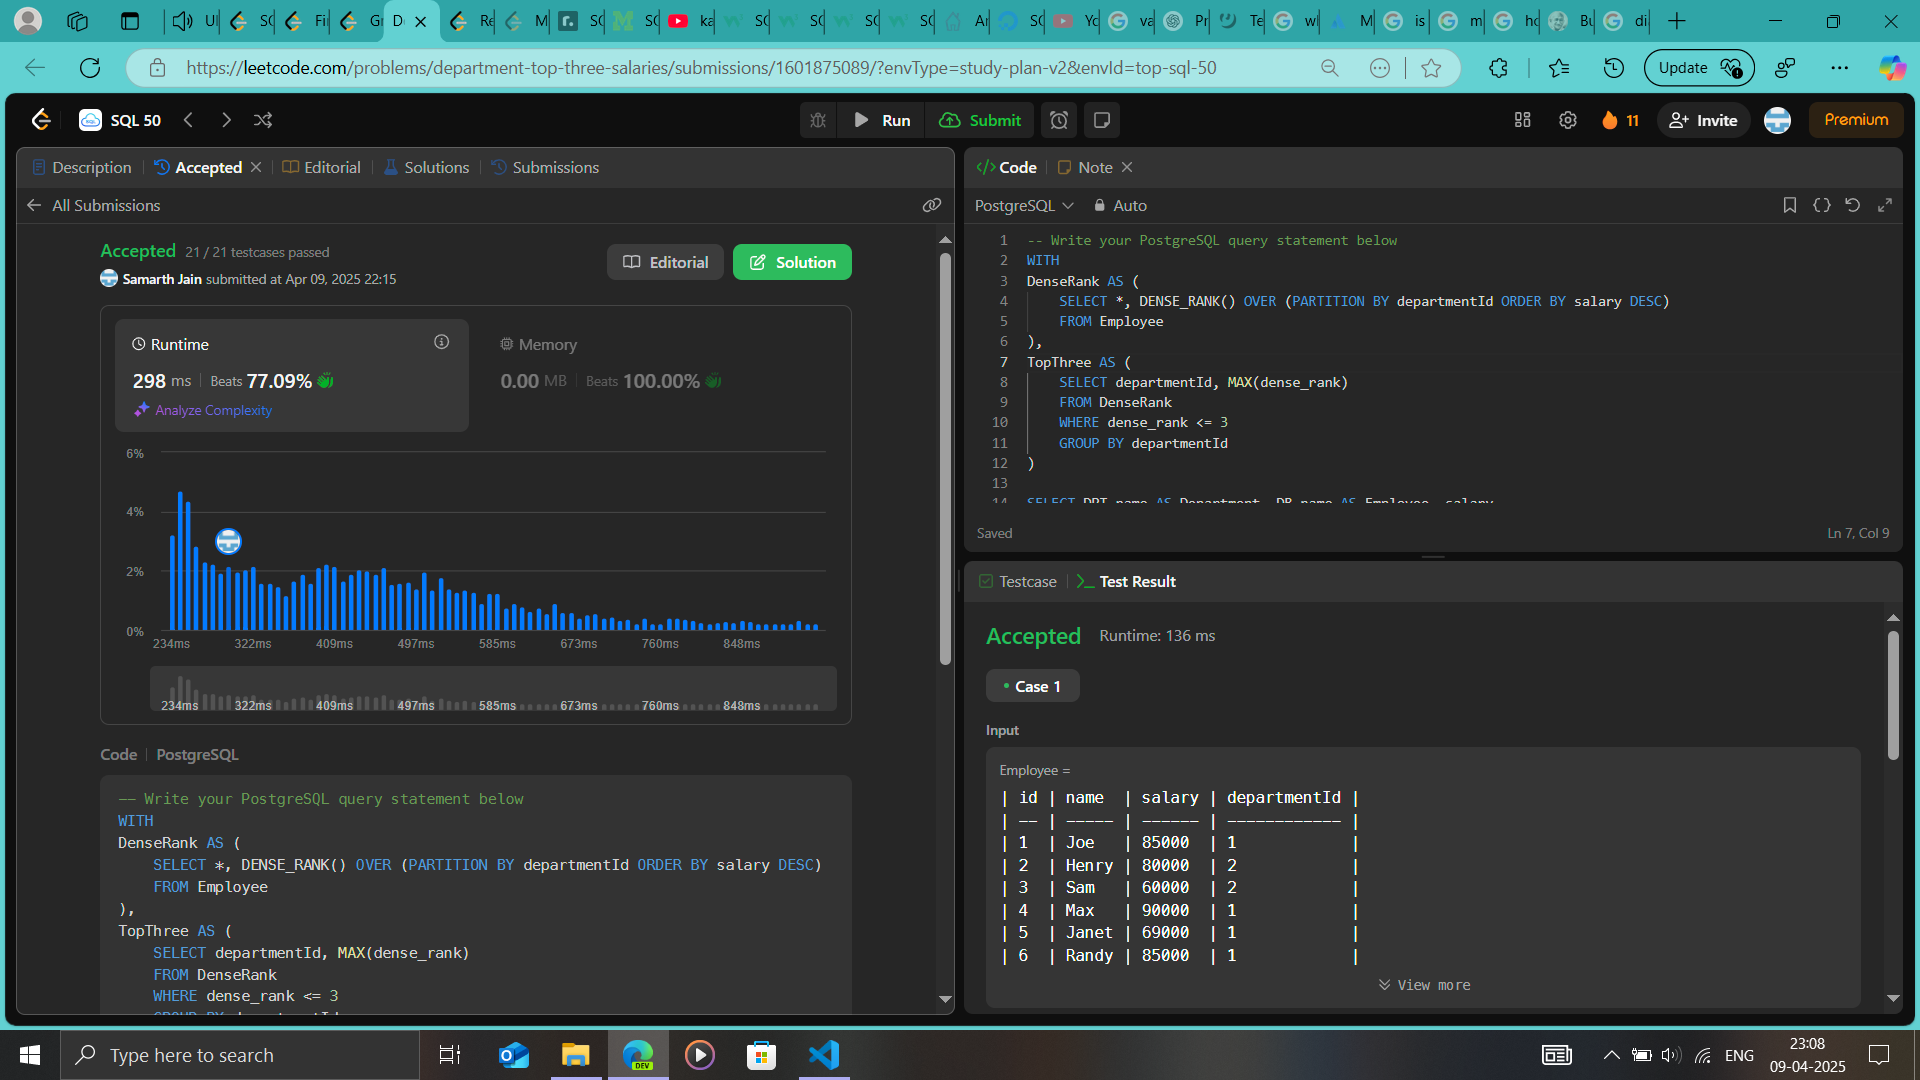 https://leetcode.com/problems/department-top-three-salaries/submissions/1601875089/?envType=study-plan-v2&envId=top-sql-50
Update
SQL 50
Run
Submit
11
Invite
Premium
Description
Accepted
Editorial
Solutions
Submissions
All Submissions
Accepted 21 / 21 testcases passed
Samarth Jain submitted at Apr 09, 2025 22:15
Editorial
Solution
Runtime
298 ms Beats 77.09%
Analyze Complexity
Memory
0.00 MB Beats 100.00%
6%
4%
2%
0%
234ms 322ms 409ms 497ms 585ms 673ms 760ms 848ms
234ms 322ms 409ms 497ms 585ms 673ms 760ms 848ms
Code PostgreSQL
-- Write your PostgreSQL query statement below
WITH
DenseRank AS (
SELECT *, DENSE_RANK() OVER (PARTITION BY departmentId ORDER BY salary DESC)
FROM Employee
),
TopThree AS (
SELECT departmentId, MAX(dense_rank)
FROM DenseRank
WHERE dense_rank <= 3
Code
Note
PostgreSQL
Auto
1 -- Write your PostgreSQL query statement below
2 WITH
3 DenseRank AS (
4 SELECT *, DENSE_RANK() OVER (PARTITION BY departmentId ORDER BY salary DESC)
5 FROM Employee
6 ),
7 TopThree AS (
8 SELECT departmentId, MAX(dense_rank)
9 FROM DenseRank
10 WHERE dense_rank <= 3
11 GROUP BY departmentId
12 )
13
14 SELECT DPT.name AS Department, DR.name AS Employee, salary
Saved
Ln 7, Col 9
Testcase
Test Result
Accepted Runtime: 136 ms
Case 1
Input
Employee =
| id | name | salary | departmentId |
| -- | ----- | ------ | ------------ |
| 1 | Joe | 85000 | 1 |
| 2 | Henry | 80000 | 2 |
| 3 | Sam | 60000 | 2 |
| 4 | Max | 90000 | 1 |
| 5 | Janet | 69000 | 1 |
| 6 | Randy | 85000 | 1 |
View more
Type here to search
DEV
ENG
23:08
09-04-2025